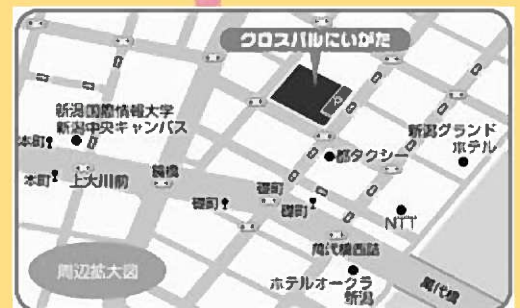 クロスパルにいがた
P
新潟国際情報大学
新潟中央キャンパス
本町
本町
上大川前
鏡橋
礎町
礎町
礎町
都タクシー
新潟グランド
ホテル
NTT
萬代橋西詰
ホテルオークラ
新潟
萬代橋
周辺拡大図